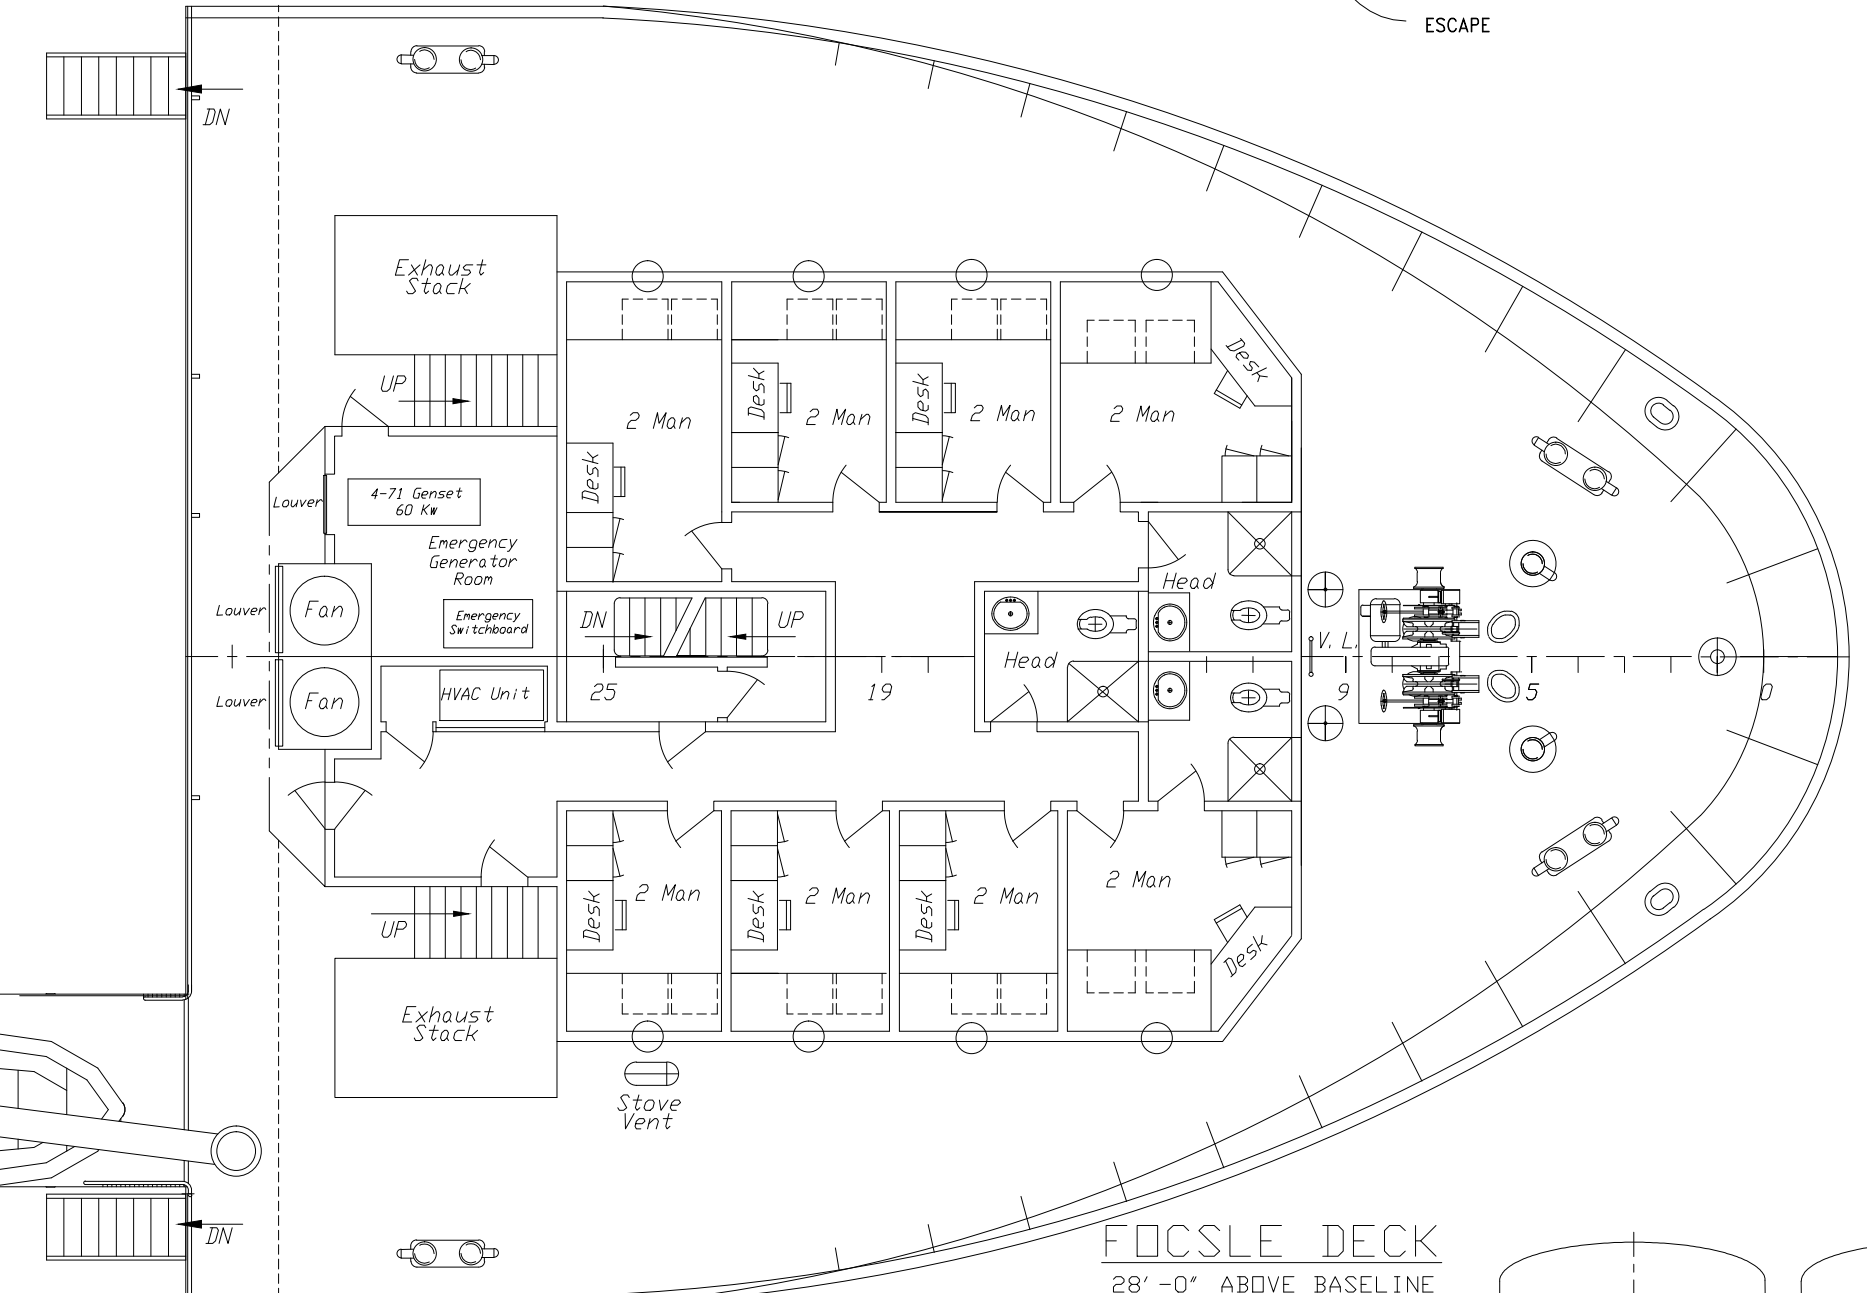 ESCAPE
DN
Exhaust
Stack
UP
Desk
Desk
Desk
2 Man
2 Man
2 Man
2 Man
Desk
Louver
4-71 Genset
60 Kw
Emergency
Generator
Room
Head
Louver
Fan
Emergency
Switchboard
DN
UP
Head
V. L.
Louver
Fan
HVAC Unit
25
19
9
5
0
2 Man
2 Man
2 Man
2 Man
UP
Desk
Desk
Desk
Desk
Exhaust
Stack
Stove
Vent
DN
FOCSLE DECK
28'-0" ABOVE BASELINE